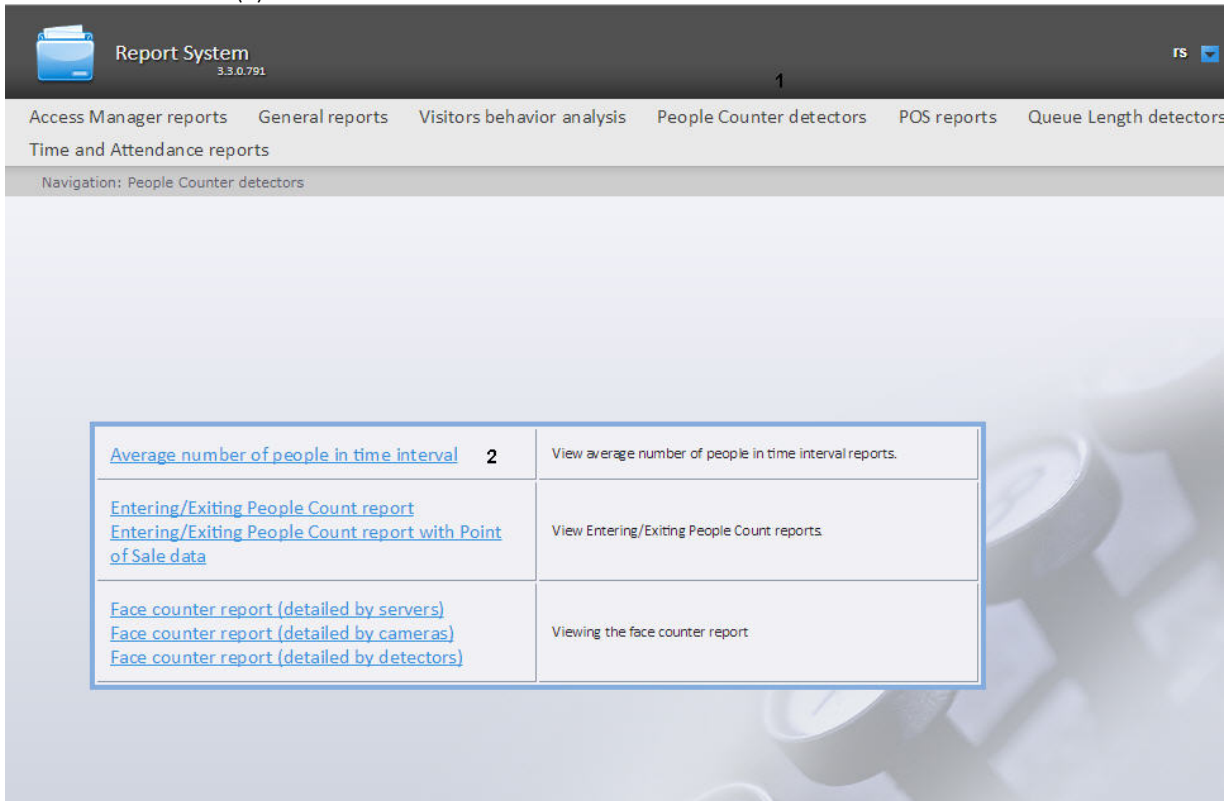 Report System
3.3.0.791
rs
1
Access Manager reports General reports Visitors behavior analysis People Counter detectors POS reports Queue Length detectors
Time and Attendance reports
Navigation: People Counter detectors
Average number of people in time interval 2
View average number of people in time interval reports.
Entering/Exiting People Count report
Entering/Exiting People Count report with Point
of Sale data
View Entering/Exiting People Count reports.
Face counter report (detailed by servers)
Face counter report (detailed by cameras)
Face counter report (detailed by detectors)
Viewing the face counter report